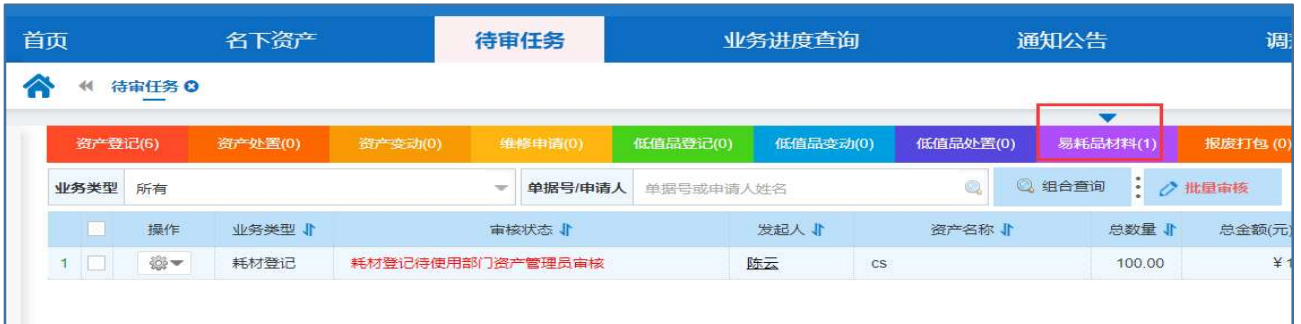 首页 名下资产 待审任务 业务进度查询 通知公告 调
待审任务
资产登记(6) 资产处置(0) 资产变动(0) 维修申请(0) 低值品登记(0) 低值品变动(0) 低值品处置(0) 易耗品材料(1) 报废打包 (0)
业务类型 所有 单据号/申请人 单据号或申请人姓名 组合查询 批量审核
操作 业务类型 审核状态 发起人 资产名称 总数量 总金额(元)
1 耗材登记 耗材登记待使用部门资产管理员审核 陈云 cs 100.00 ¥ 1